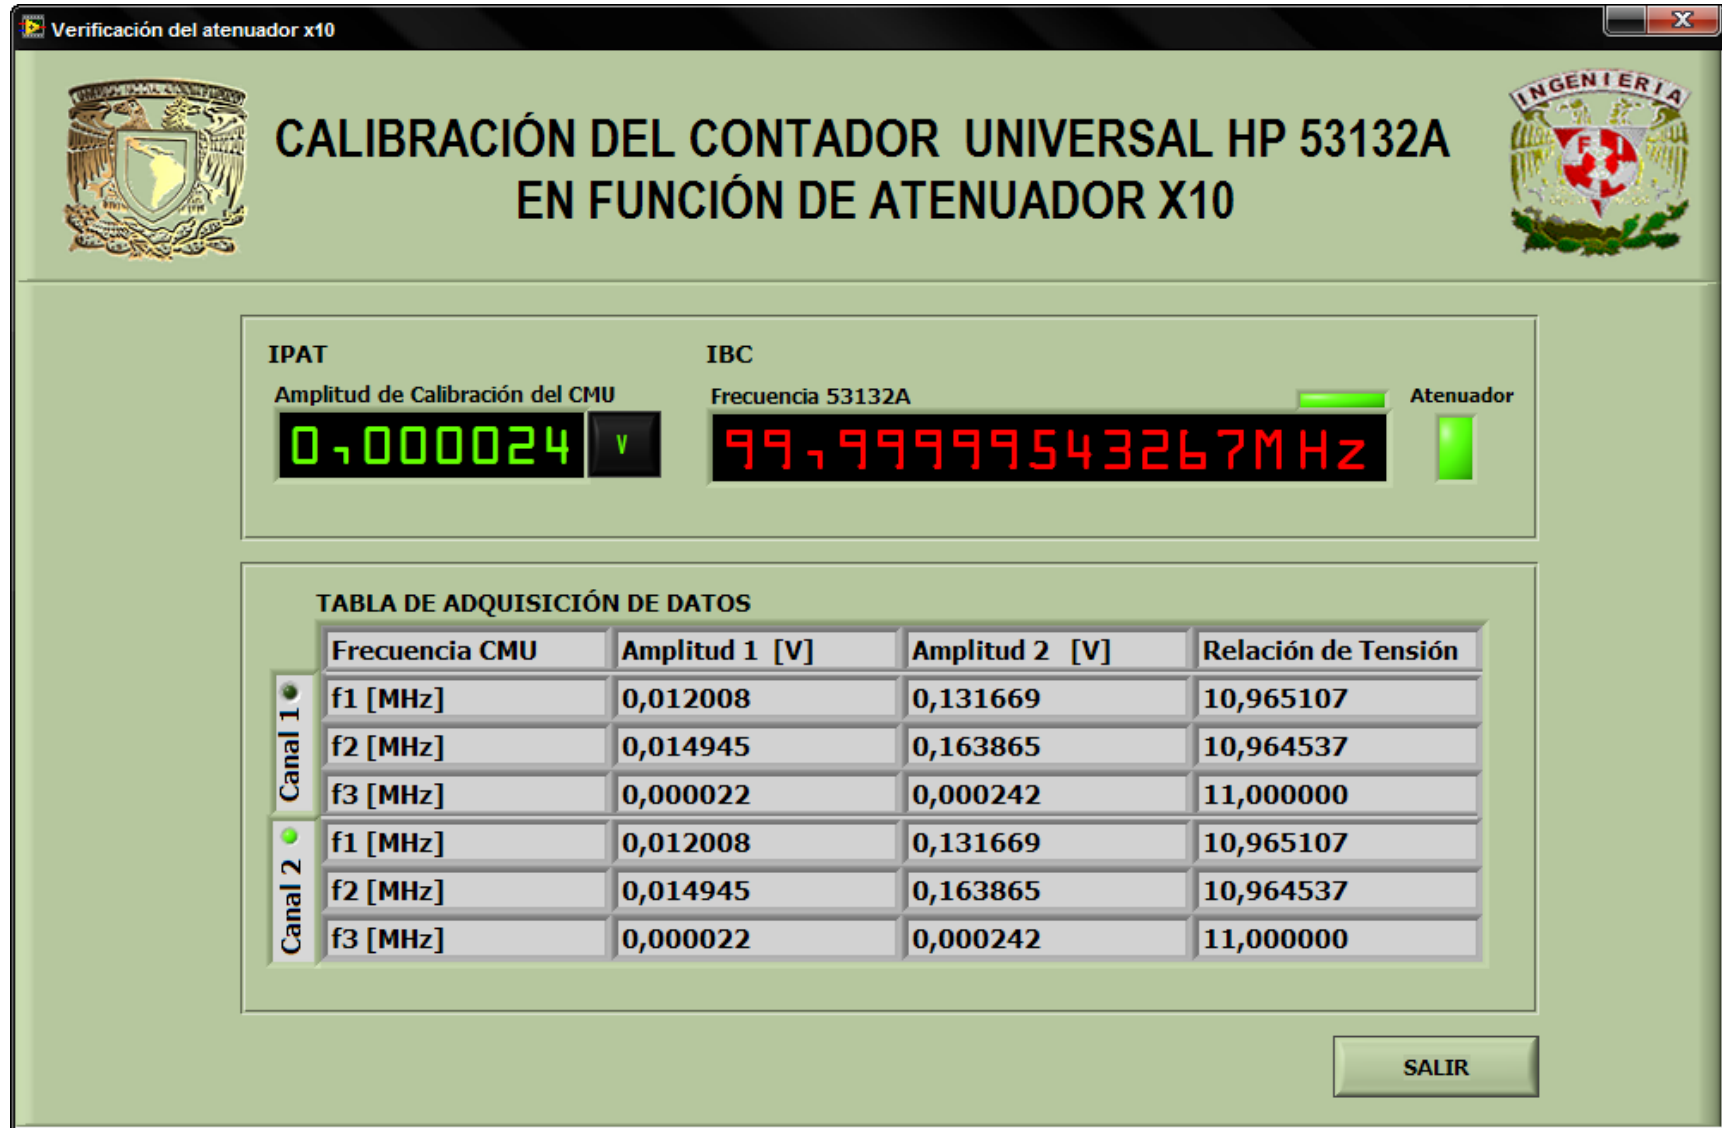 Verificación del atenuador x10
INGENIERIA
CALIBRACIÓN DEL CONTADOR UNIVERSAL HP 53132A
EN FUNCIÓN DE ATENUADOR X10
IPAT
IBC
Amplitud de Calibración del CMU
Frecuencia 53132A
Atenuador
0,000024 V
99,99999543267MHz
TABLA DE ADQUISICIÓN DE DATOS
Frecuencia CMU Amplitud 1 [V] Amplitud 2 [V] Relación de Tensión
Canal 1
f1 [MHz] 0,012008 0,131669 10,965107
f2 [MHz] 0,014945 0,163865 10,964537
f3 [MHz] 0,000022 0,000242 11,000000
Canal 2
f1 [MHz] 0,012008 0,131669 10,965107
f2 [MHz] 0,014945 0,163865 10,964537
f3 [MHz] 0,000022 0,000242 11,000000
SALIR